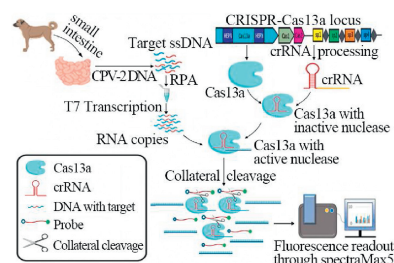 small
intestine
CPV-2 DNA
Target ssDNA
RPA
T7 Transcription
RNA copies
CRISPR-Cas13a locus
crRNA processing
Cas13a
crRNA
Cas13a with
inactive nuclease
Cas13a with
active nuclease
Collateral cleavage
Cas13a
crRNA
DNA with target
Probe
Collateral cleavage
Fluorescence readout
through spectraMax5